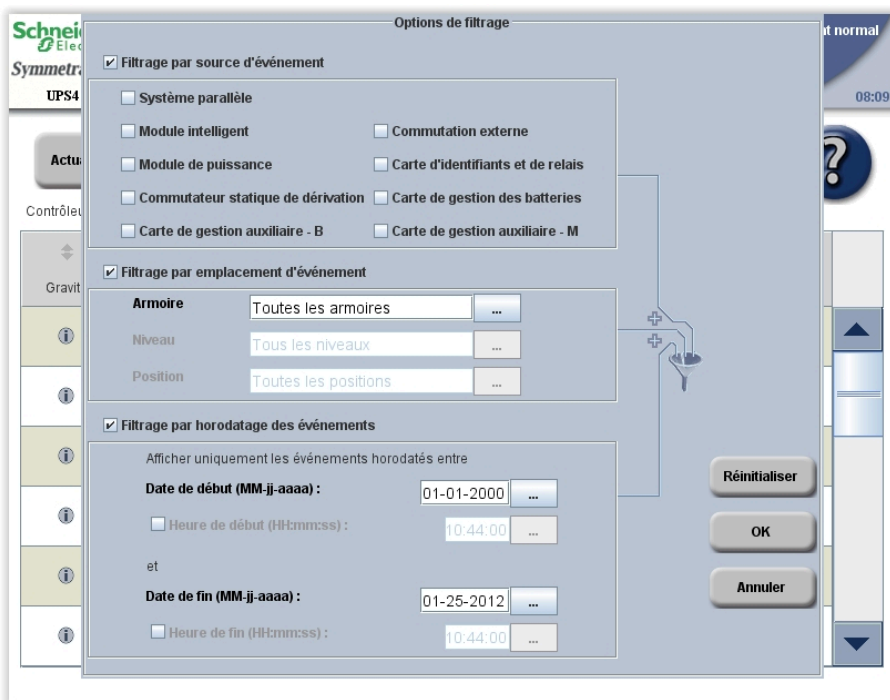 Options de filtrage
Schnei
Elec
t normal
Symmetra
UPS4
08:09
Filtrage par source d'événement
Système parallèle
Module intelligent
Commutation externe
Module de puissance
Carte d'identifiants et de relais
Commutateur statique de dérivation
Carte de gestion des batteries
Carte de gestion auxiliaire - B
Carte de gestion auxiliaire - M
Actua
?
Contrôleu
Gravit
Filtrage par emplacement d'événement
Armoire
Toutes les armoires
...
Niveau
Tous les niveaux
...
Position
Toutes les positions
...
Filtrage par horodatage des événements
Afficher uniquement les événements horodatés entre
Date de début (MM-jj-aaaa) :
01-01-2000
...
Heure de début (HH:mm:ss) :
10:44:00
...
et
Date de fin (MM-jj-aaaa) :
01-25-2012
...
Heure de fin (HH:mm:ss) :
10:44:00
...
Réinitialiser
OK
Annuler